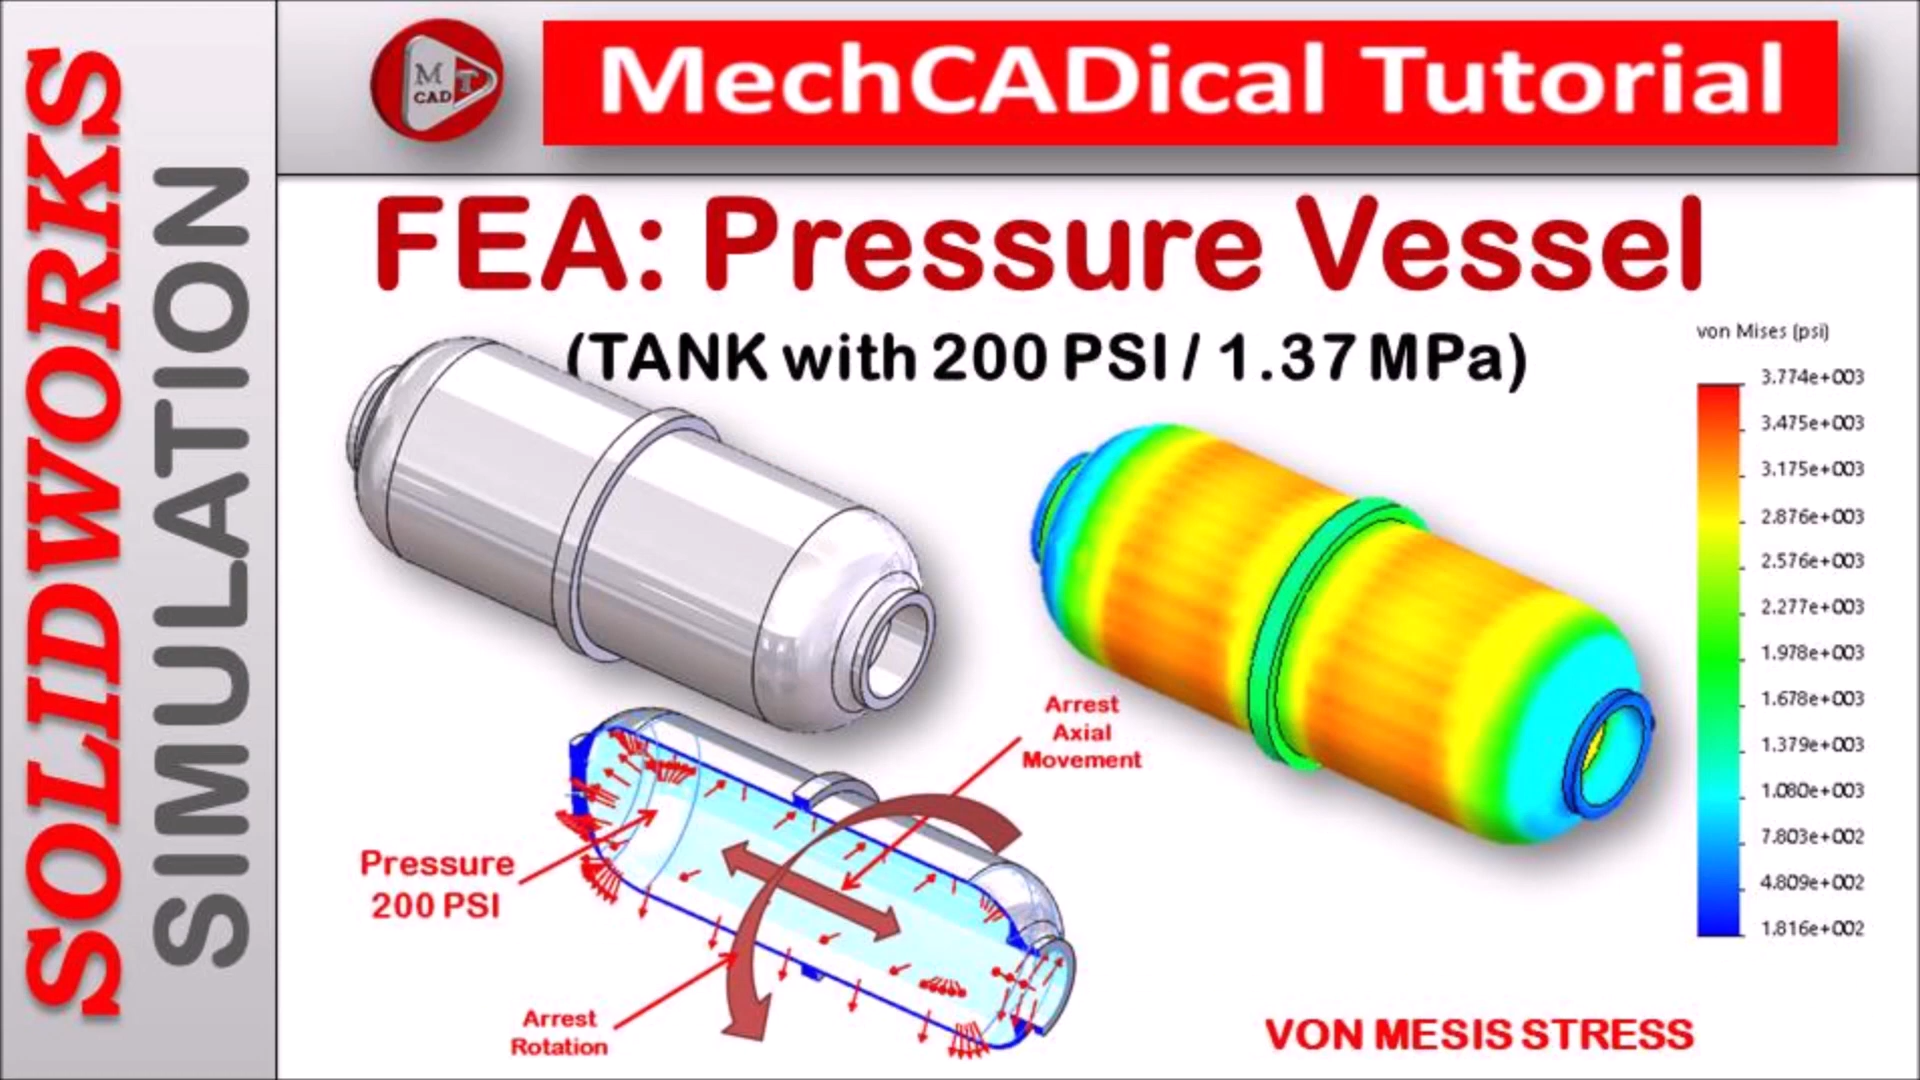 SOLIDWORKS
SIMULATION
M T
CAD
MechCADical Tutorial
FEA: Pressure Vessel
(TANK with 200 PSI / 1.37 MPa)
von Mises (psi)
3.774e+003
3.475e+003
3.175e+003
2.876e+003
2.576e+003
2.277e+003
1.978e+003
1.678e+003
1.379e+003
1.080e+003
7.803e+002
4.809e+002
1.816e+002
Arrest
Axial
Movement
Pressure
200 PSI
Arrest
Rotation
VON MESIS STRESS